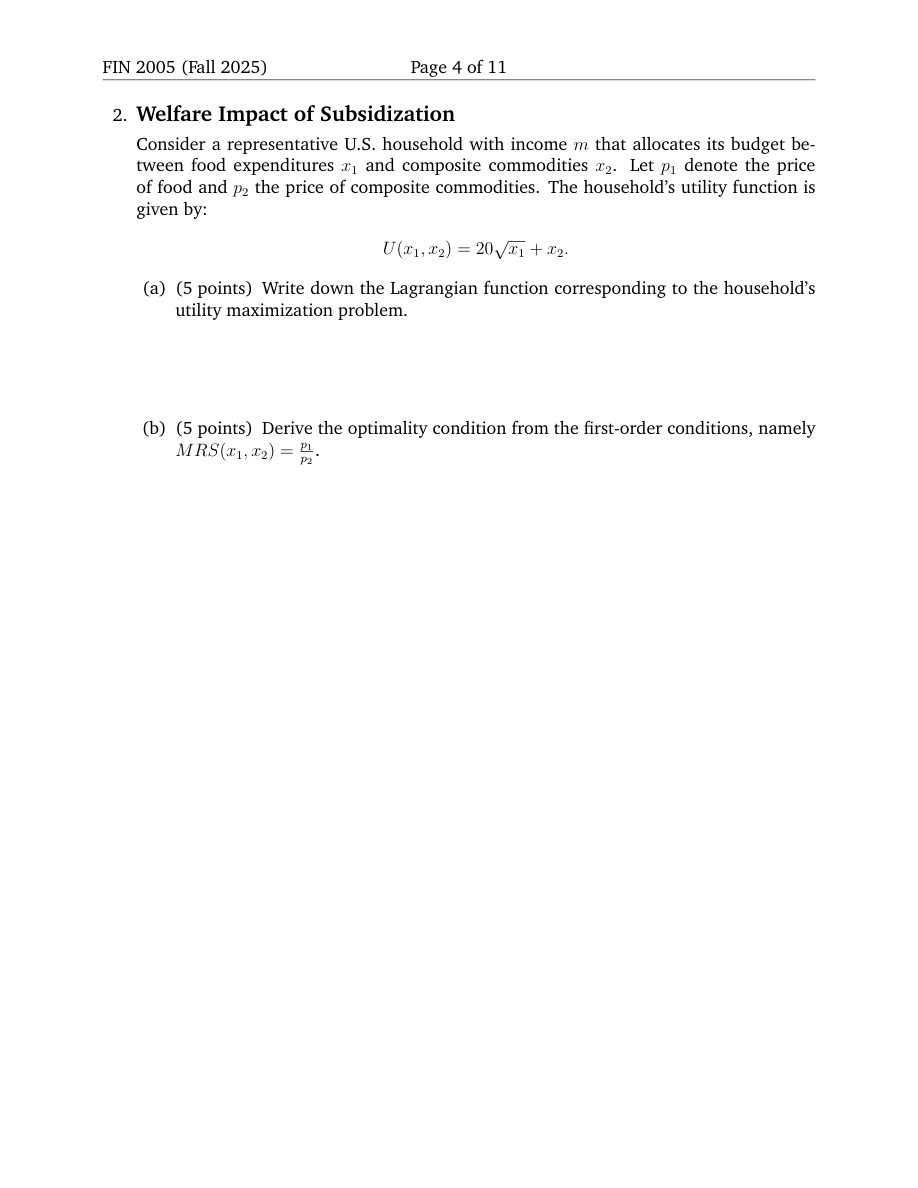 FIN 2005 (Fall 2025) Page 4 of 11
2. Welfare Impact of Subsidization
Consider a representative U.S. household with income m that allocates its budget be-
tween food expenditures x₁ and composite commodities x₂. Let p₁ denote the price
of food and p₂ the price of composite commodities. The household's utility function is
given by:
U(x₁, x₂) = 20√x₁ + x₂.
(a) (5 points) Write down the Lagrangian function corresponding to the household's
utility maximization problem.
(b) (5 points) Derive the optimality condition from the first-order conditions, namely
MRS(x₁, x₂) = p₁/p₂.